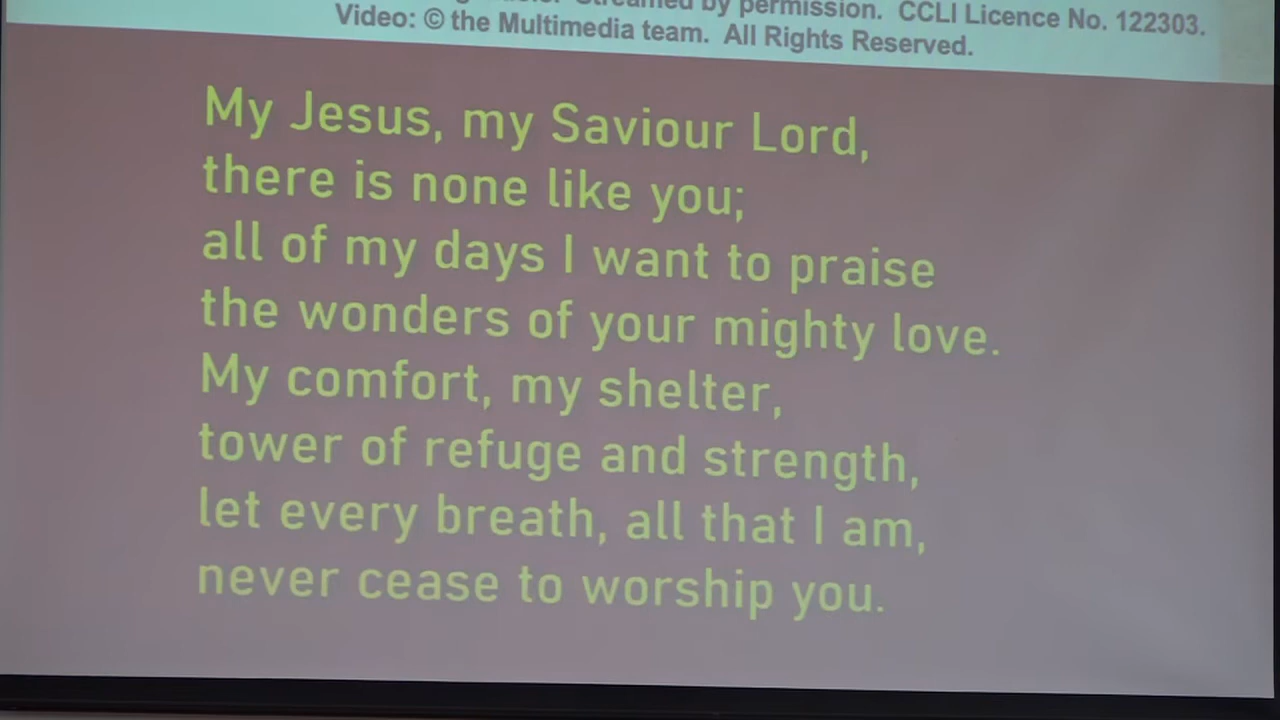 Streamed by permission. CCLI Licence No. 122303.
Video: © the Multimedia team. All Rights Reserved.
My Jesus, my Saviour Lord,
there is none like you;
all of my days I want to praise
the wonders of your mighty love.
My comfort, my shelter,
tower of refuge and strength,
let every breath, all that I am,
never cease to worship you.